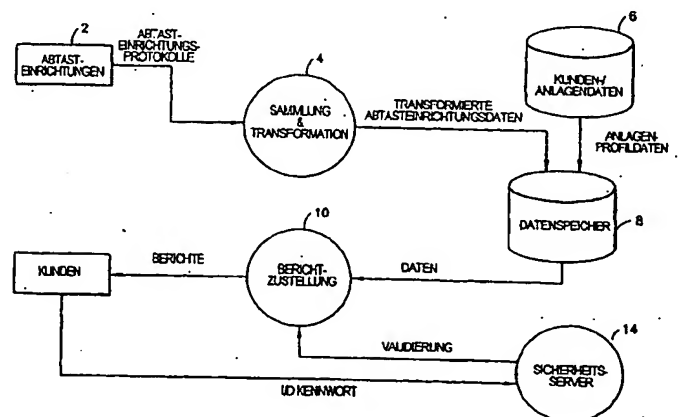 2
ABTAST-
EINRICHTUNGEN
ABTAST-
EINRICHTUNGS-
PROTOKOLLE
4
SAMMLUNG
&
TRANSFORMATION
TRANSFORMIERTE
ABTASTEINRICHTUNGSDATEN
6
KUNDEN-/
ANLAGENDATEN
ANLAGEN-
PROFILDATEN
DATENSPEICHER
8
10
BERICHT-
ZUSTELLUNG
DATEN
BERICHTE
KUNDEN
VALIDIERUNG
14
SICHERHEITS-
SERVER
I/D KENNWORT